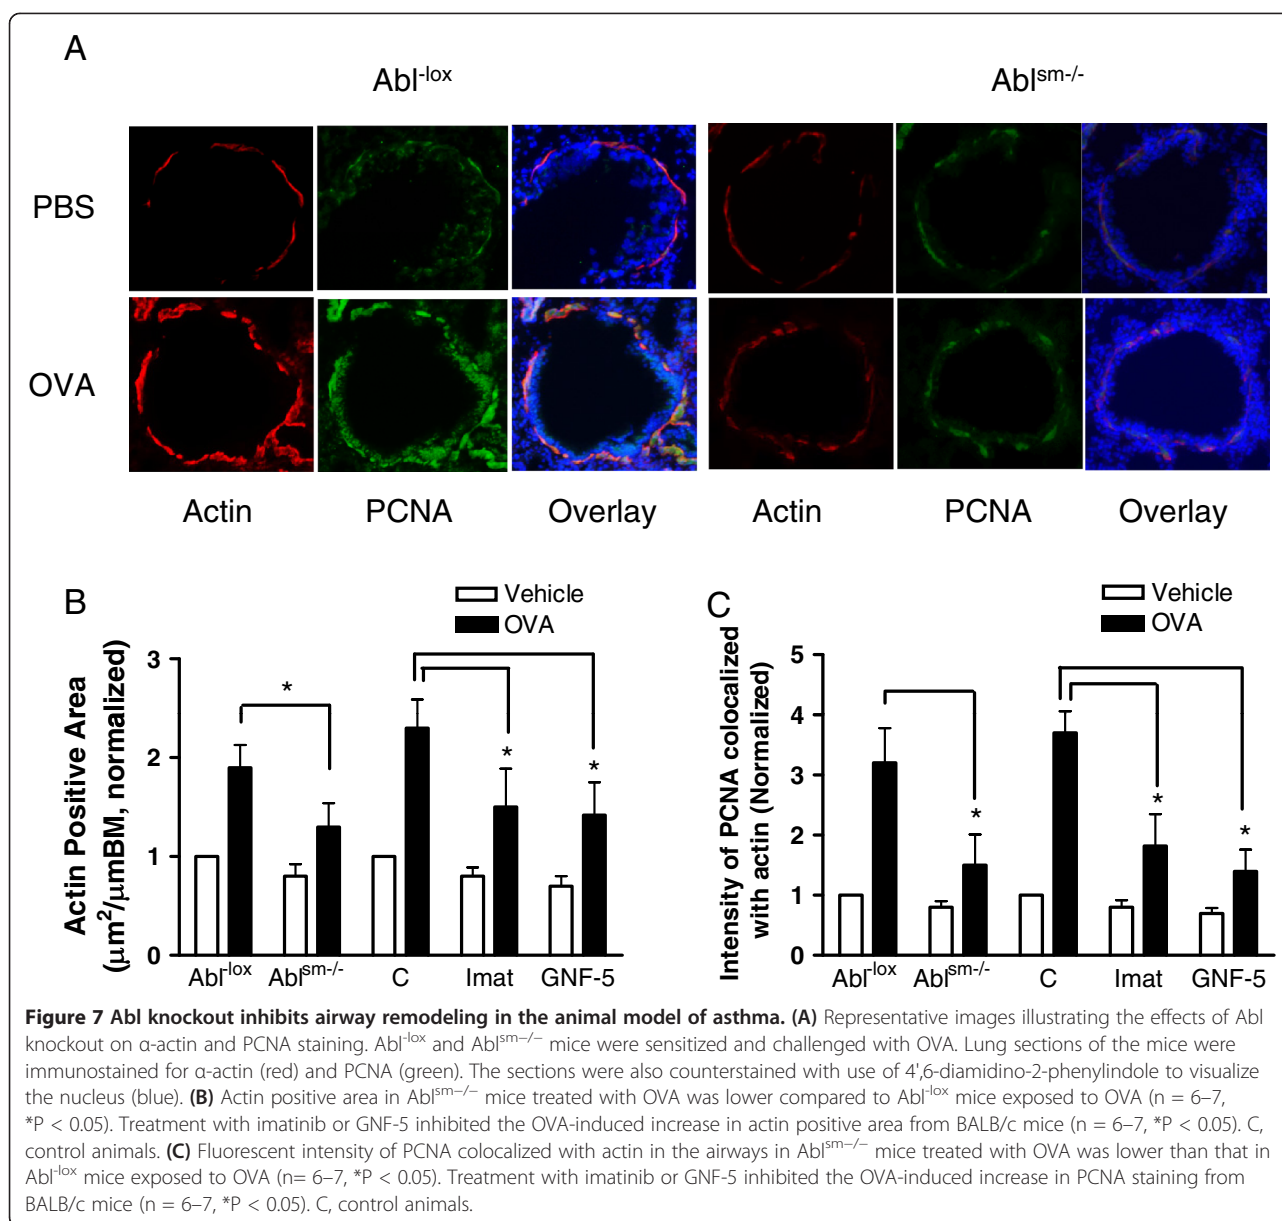 A
Abl-lox
Ablsm-/-
PBS
OVA
Actin
PCNA
Overlay
Actin
PCNA
Overlay
B
Vehicle
OVA
Actin Positive Area
(μm2/μmBM, normalized)
3
2
1
0
*
*
*
Abl-lox
Ablsm-/-
C
Imat
GNF-5
C
Vehicle
OVA
Intensity of PCNA colocalized
with actin (Normalized)
5
4
3
2
1
0
*
*
*
Abl-lox
Ablsm-/-
C
Imat
GNF-5
Figure 7 Abl knockout inhibits airway remodeling in the animal model of asthma. (A) Representative images illustrating the effects of Abl
knockout on α-actin and PCNA staining. Abl-lox and Ablsm−/− mice were sensitized and challenged with OVA. Lung sections of the mice were
immunostained for α-actin (red) and PCNA (green). The sections were also counterstained with use of 4',6-diamidino-2-phenylindole to visualize
the nucleus (blue). (B) Actin positive area in Ablsm−/− mice treated with OVA was lower compared to Abl-lox mice exposed to OVA (n = 6–7,
*P < 0.05). Treatment with imatinib or GNF-5 inhibited the OVA-induced increase in actin positive area from BALB/c mice (n = 6–7, *P < 0.05). C,
control animals. (C) Fluorescent intensity of PCNA colocalized with actin in the airways in Ablsm−/− mice treated with OVA was lower than that in
Abl-lox mice exposed to OVA (n= 6–7, *P < 0.05). Treatment with imatinib or GNF-5 inhibited the OVA-induced increase in PCNA staining from
BALB/c mice (n = 6–7, *P < 0.05). C, control animals.